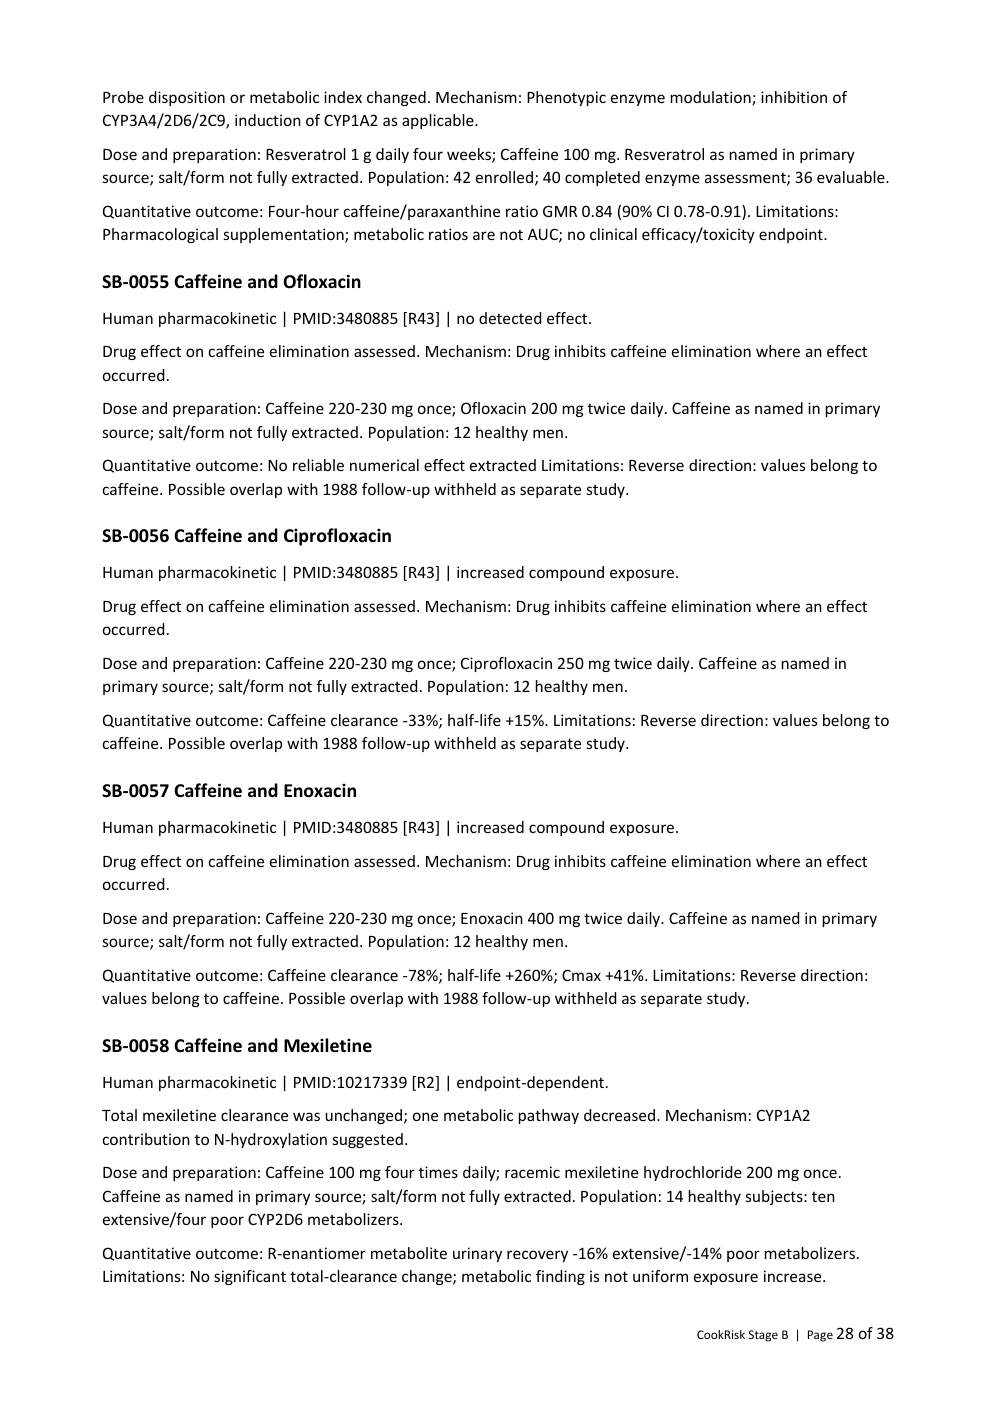 Probe disposition or metabolic index changed. Mechanism: Phenotypic enzyme modulation; inhibition of
CYP3A4/2D6/2C9, induction of CYP1A2 as applicable.
Dose and preparation: Resveratrol 1 g daily four weeks; Caffeine 100 mg. Resveratrol as named in primary
source; salt/form not fully extracted. Population: 42 enrolled; 40 completed enzyme assessment; 36 evaluable.
Quantitative outcome: Four-hour caffeine/paraxanthine ratio GMR 0.84 (90% CI 0.78-0.91). Limitations:
Pharmacological supplementation; metabolic ratios are not AUC; no clinical efficacy/toxicity endpoint.
SB-0055 Caffeine and Ofloxacin
Human pharmacokinetic | PMID:3480885 [R43] | no detected effect.
Drug effect on caffeine elimination assessed. Mechanism: Drug inhibits caffeine elimination where an effect
occurred.
Dose and preparation: Caffeine 220-230 mg once; Ofloxacin 200 mg twice daily. Caffeine as named in primary
source; salt/form not fully extracted. Population: 12 healthy men.
Quantitative outcome: No reliable numerical effect extracted Limitations: Reverse direction: values belong to
caffeine. Possible overlap with 1988 follow-up withheld as separate study.
SB-0056 Caffeine and Ciprofloxacin
Human pharmacokinetic | PMID:3480885 [R43] | increased compound exposure.
Drug effect on caffeine elimination assessed. Mechanism: Drug inhibits caffeine elimination where an effect
occurred.
Dose and preparation: Caffeine 220-230 mg once; Ciprofloxacin 250 mg twice daily. Caffeine as named in
primary source; salt/form not fully extracted. Population: 12 healthy men.
Quantitative outcome: Caffeine clearance -33%; half-life +15%. Limitations: Reverse direction: values belong to
caffeine. Possible overlap with 1988 follow-up withheld as separate study.
SB-0057 Caffeine and Enoxacin
Human pharmacokinetic | PMID:3480885 [R43] | increased compound exposure.
Drug effect on caffeine elimination assessed. Mechanism: Drug inhibits caffeine elimination where an effect
occurred.
Dose and preparation: Caffeine 220-230 mg once; Enoxacin 400 mg twice daily. Caffeine as named in primary
source; salt/form not fully extracted. Population: 12 healthy men.
Quantitative outcome: Caffeine clearance -78%; half-life +260%; Cmax +41%. Limitations: Reverse direction:
values belong to caffeine. Possible overlap with 1988 follow-up withheld as separate study.
SB-0058 Caffeine and Mexiletine
Human pharmacokinetic | PMID:10217339 [R2] | endpoint-dependent.
Total mexiletine clearance was unchanged; one metabolic pathway decreased. Mechanism: CYP1A2
contribution to N-hydroxylation suggested.
Dose and preparation: Caffeine 100 mg four times daily; racemic mexiletine hydrochloride 200 mg once.
Caffeine as named in primary source; salt/form not fully extracted. Population: 14 healthy subjects: ten
extensive/four poor CYP2D6 metabolizers.
Quantitative outcome: R-enantiomer metabolite urinary recovery -16% extensive/-14% poor metabolizers.
Limitations: No significant total-clearance change; metabolic finding is not uniform exposure increase.
CookRisk Stage B | Page 28 of 38